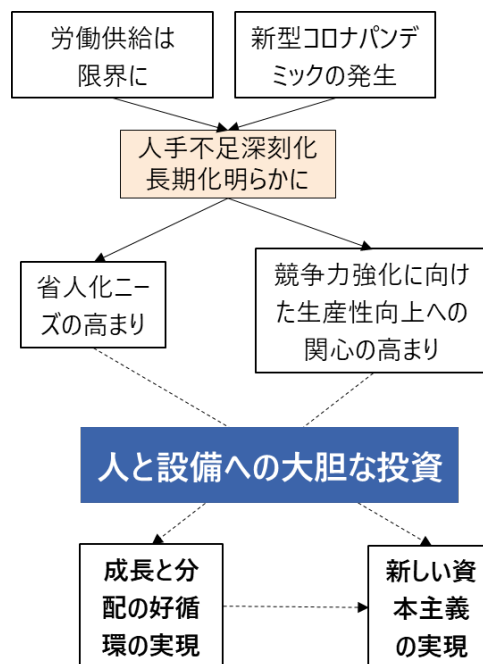 労働供給は
限界に
新型コロナパンデ
ミックの発生
人手不足深刻化
長期化明らかに
省人化ニー
ズの高まり
競争力強化に向け
た生産性向上への
関心の高まり
人と設備への大胆な投資
成長と分
配の好循
環の実現
新しい資
本主義
の実現